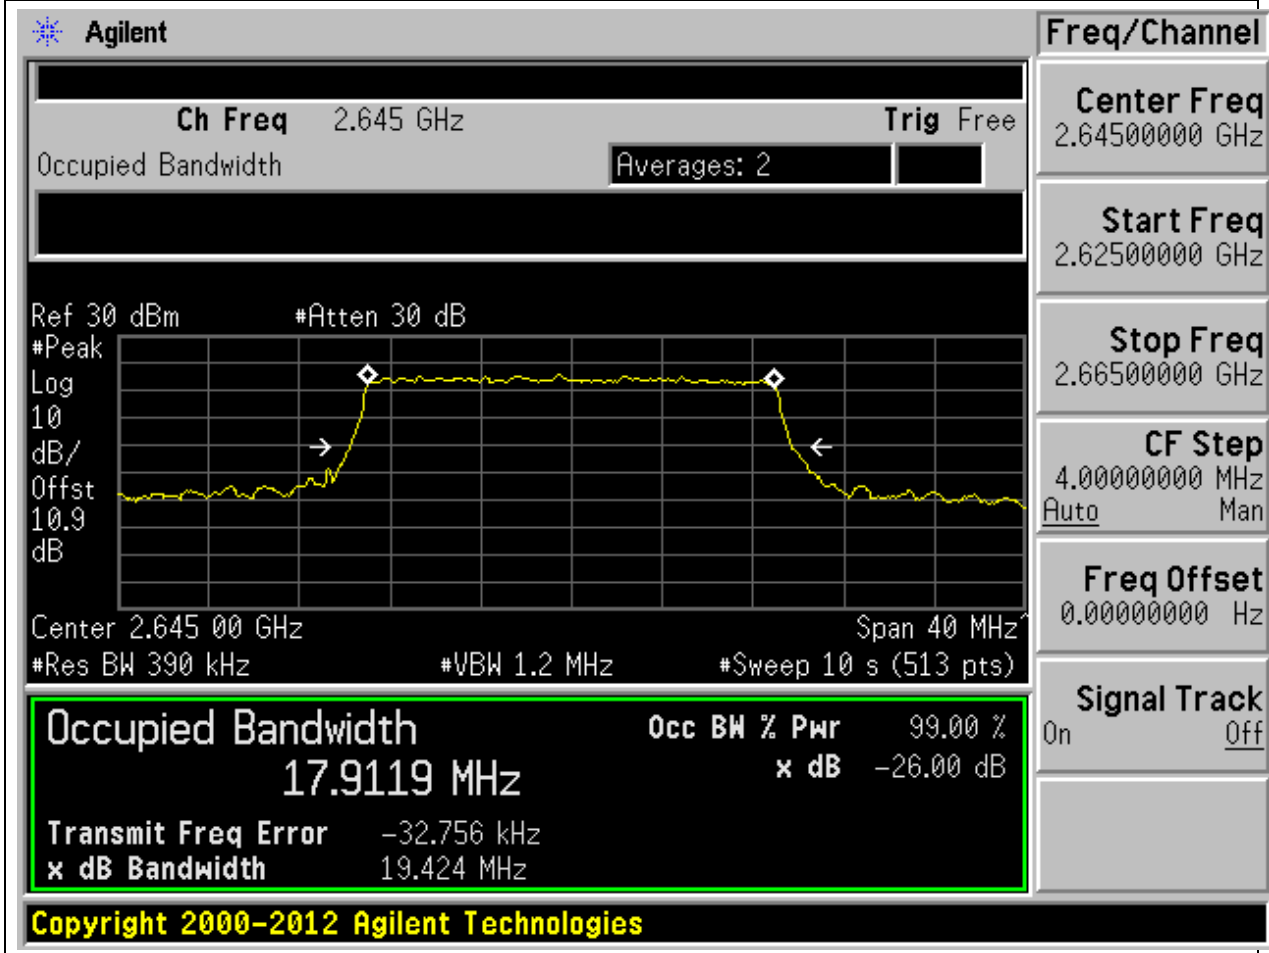 Agilent
Freq/Channel
Ch Freq 2.645 GHz Trig Free
Occupied Bandwidth Averages: 2
Center Freq
2.64500000 GHz
Start Freq
2.62500000 GHz
Stop Freq
2.66500000 GHz
CF Step
4.00000000 MHz
Auto Man
Freq Offset
0.00000000 Hz
Signal Track
On Off
Ref 30 dBm #Atten 30 dB
#Peak
Log
10
dB/
Offst
10.9
dB
Center 2.645 00 GHz Span 40 MHz^
#Res BW 390 kHz #VBW 1.2 MHz #Sweep 10 s (513 pts)
Occupied Bandwidth Occ BW % Pwr 99.00 %
17.9119 MHz x dB -26.00 dB
Transmit Freq Error -32.756 kHz
x dB Bandwidth 19.424 MHz
Copyright 2000-2012 Agilent Technologies